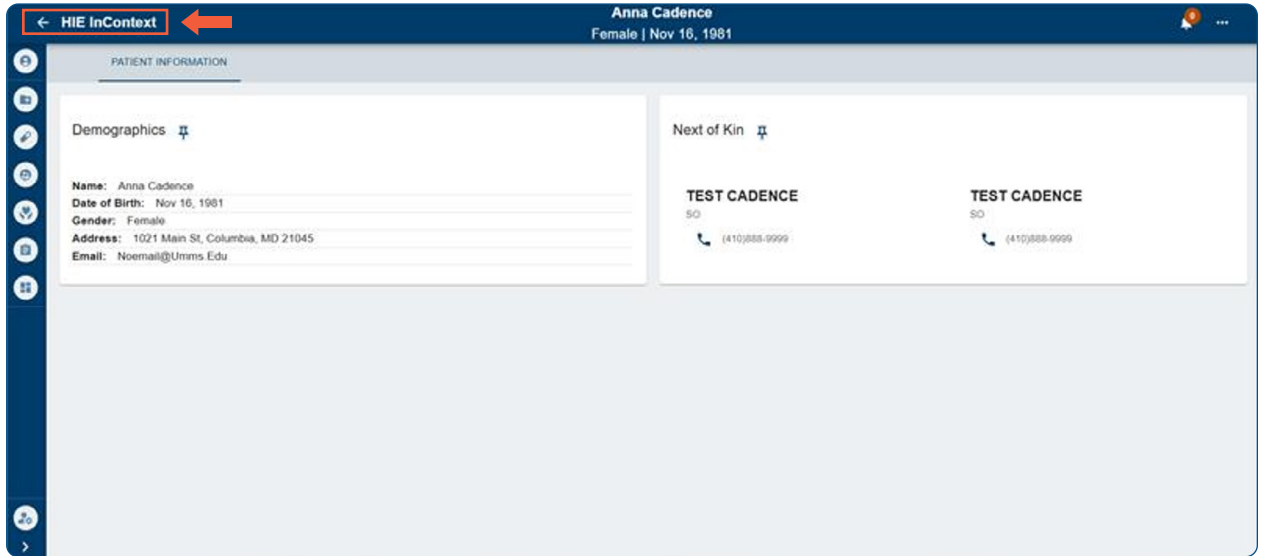 HIE InContext
Anna Cadence
Female | Nov 16, 1981
PATIENT INFORMATION
Demographics
Name: Anna Cadence
Date of Birth: Nov 16, 1981
Gender: Female
Address: 1021 Main St, Columbia, MD 21045
Email: Noemail@Umms.Edu
Next of Kin
TEST CADENCE
SO
(410)888-9999
TEST CADENCE
SO
(410)888-9999